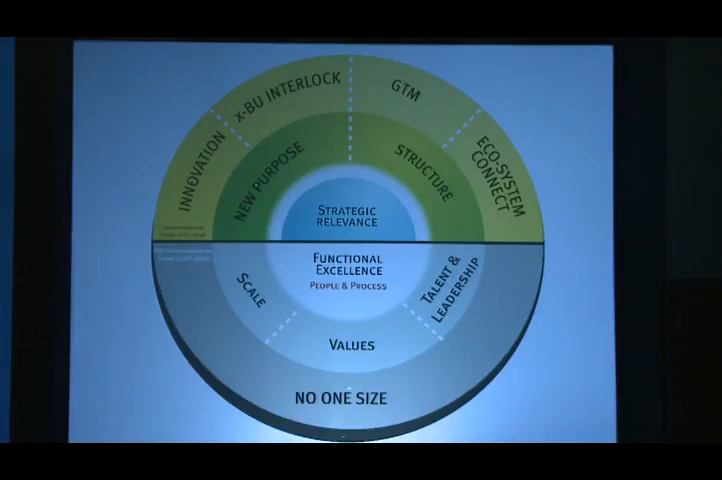 X-BU INTERLOCK
GTM
INNOVATION
ECO-SYSTEM
CONNECT
NEW PURPOSE
STRUCTURE
STRATEGIC
RELEVANCE
FUNCTIONAL
EXCELLENCE
PEOPLE & PROCESS
SCALE
TALENT &
LEADERSHIP
VALUES
NO ONE SIZE